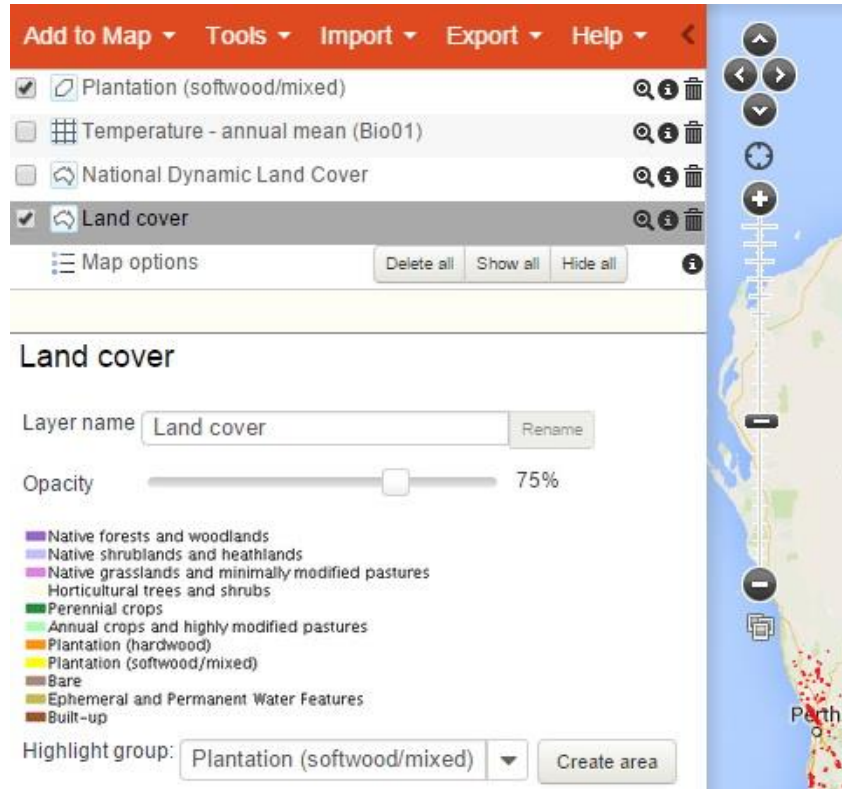 Add to Map Tools Import Export Help
Plantation (softwood/mixed)
Temperature - annual mean (Bio01)
National Dynamic Land Cover
Land cover
Map options Delete all Show all Hide all
Land cover
Layer name Land cover Rename
Opacity 75%
Native forests and woodlands
Native shrublands and heathlands
Native grasslands and minimally modified pastures
Horticultural trees and shrubs
Perennial crops
Annual crops and highly modified pastures
Plantation (hardwood)
Plantation (softwood/mixed)
Bare
Ephemeral and Permanent Water Features
Built-up
Perth
Highlight group: Plantation (softwood/mixed) Create area